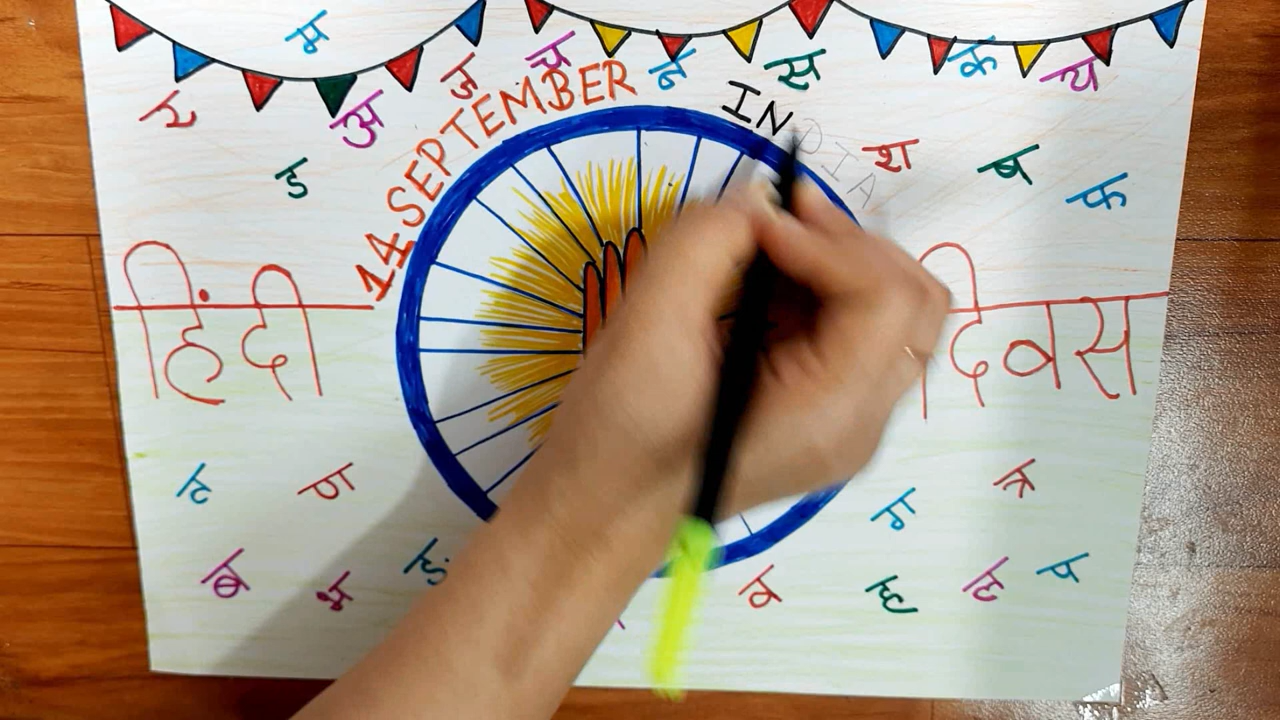 म
च
ड
न
स
क
य
र
अ
14 SEPTEMBER
INDIA
श
ब
फ
ड
हिंदी
दिवस
ट
ण
त्र
ग
ब
भ
ङ
व
ह
ठ
प